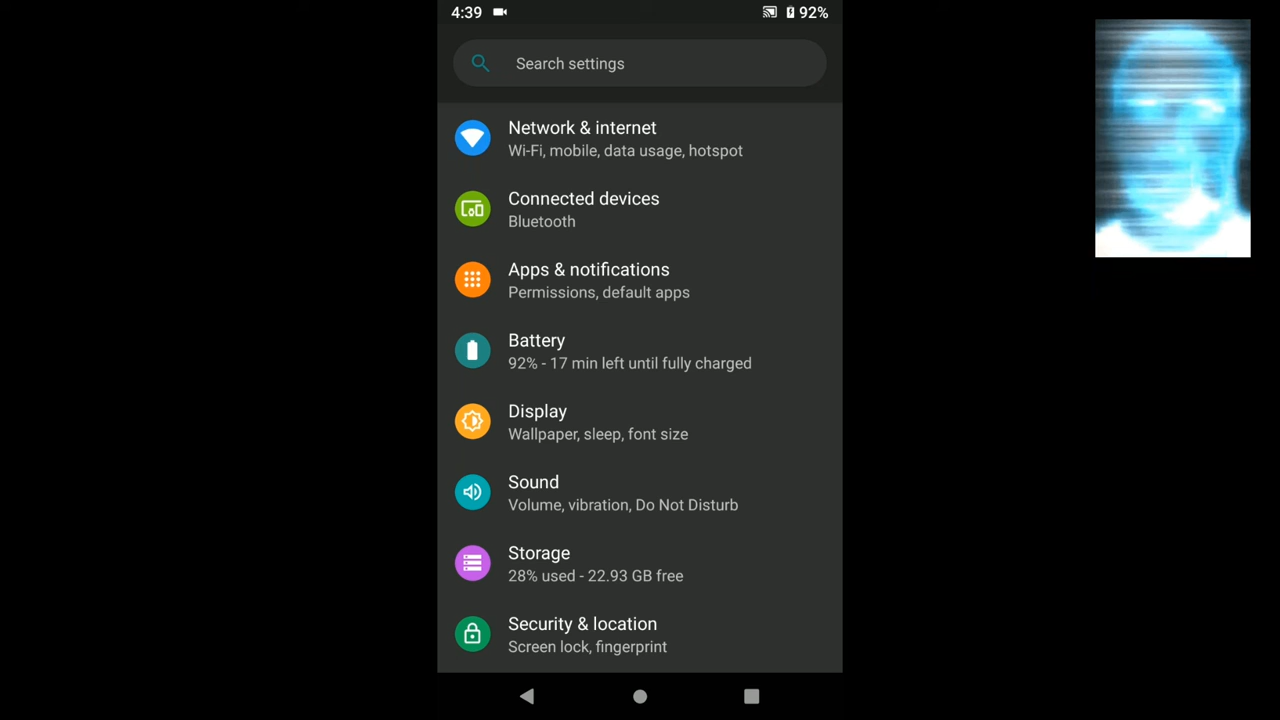 4:39 92%
Search settings
Network & internet
Wi-Fi, mobile, data usage, hotspot
Connected devices
Bluetooth
Apps & notifications
Permissions, default apps
Battery
92% - 17 min left until fully charged
Display
Wallpaper, sleep, font size
Sound
Volume, vibration, Do Not Disturb
Storage
28% used - 22.93 GB free
Security & location
Screen lock, fingerprint